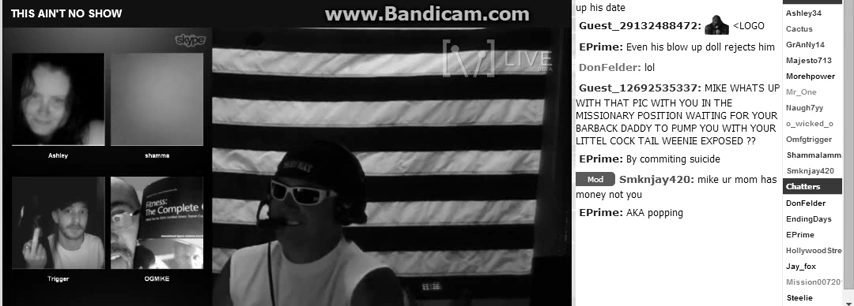 THIS AIN'T NO SHOW
www.Bandicam.com
skype
LIVE
Ashley
shamma
Fitness:
The Complete
Trigger
OGMIKE
up his date
Guest_29132488472: <LOGO
EPrime: Even his blow up doll rejects him
DonFelder: lol
Guest_12692535337: MIKE WHATS UP
WITH THAT PIC WITH YOU IN THE
MISSIONARY POSITION WAITING FOR YOUR
BARBACK DADDY TO PUMP YOU WITH YOUR
LITTEL COCK TAIL WEENIE EXPOSED ??
EPrime: By commiting suicide
Mod Smknjay420: mike ur mom has
money not you
EPrime: AKA popping
Ashley34
Cactus
GrAnNy14
Majesto713
Morehpower
Mr_One
Naugh7yy
o_wicked_o
Omfgtrigger
Shammalamm
Smknjay420
Chatters
DonFelder
EndingDays
EPrime
HollywoodStre
Jay_fox
Mission00720
Steelie